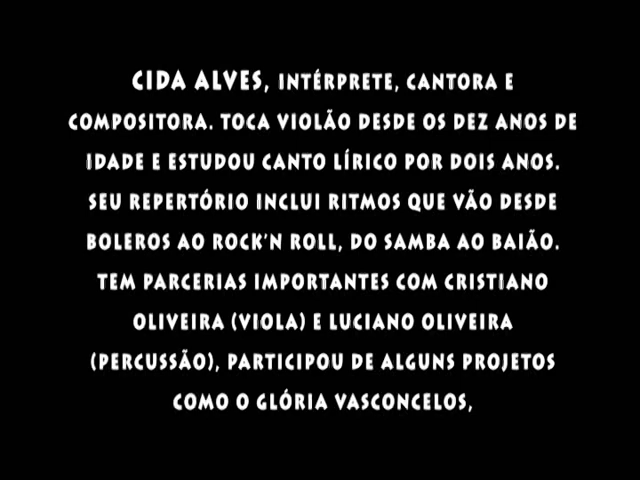 CIDA ALVES, INTÉRPRETE, CANTORA E
COMPOSITORA. TOCA VIOLÃO DESDE OS DEZ ANOS DE
IDADE E ESTUDOU CANTO LÍRICO POR DOIS ANOS.
SEU REPERTÓRIO INCLUI RITMOS QUE VÃO DESDE
BOLEROS AO ROCK'N ROLL, DO SAMBA AO BAIÃO.
TEM PARCERIAS IMPORTANTES COM CRISTIANO
OLIVEIRA (VIOLA) E LUCIANO OLIVEIRA
(PERCUSSÃO), PARTICIPOU DE ALGUNS PROJETOS
COMO O GLÓRIA VASCONCELOS,